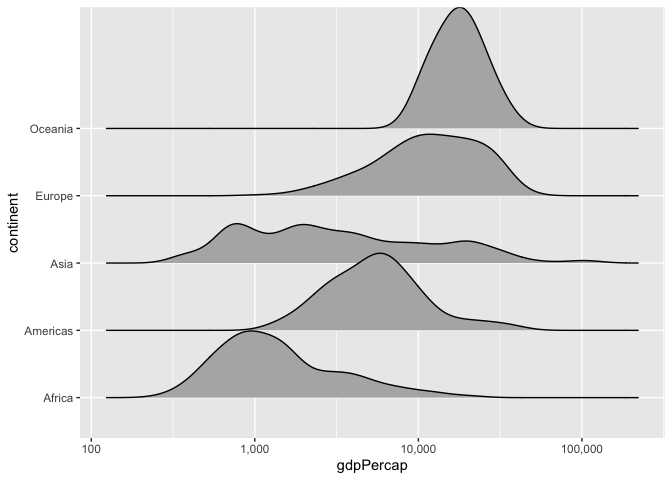 continent
Oceania
Europe
Asia
Americas
Africa
100 1,000 10,000 100,000
gdpPercap